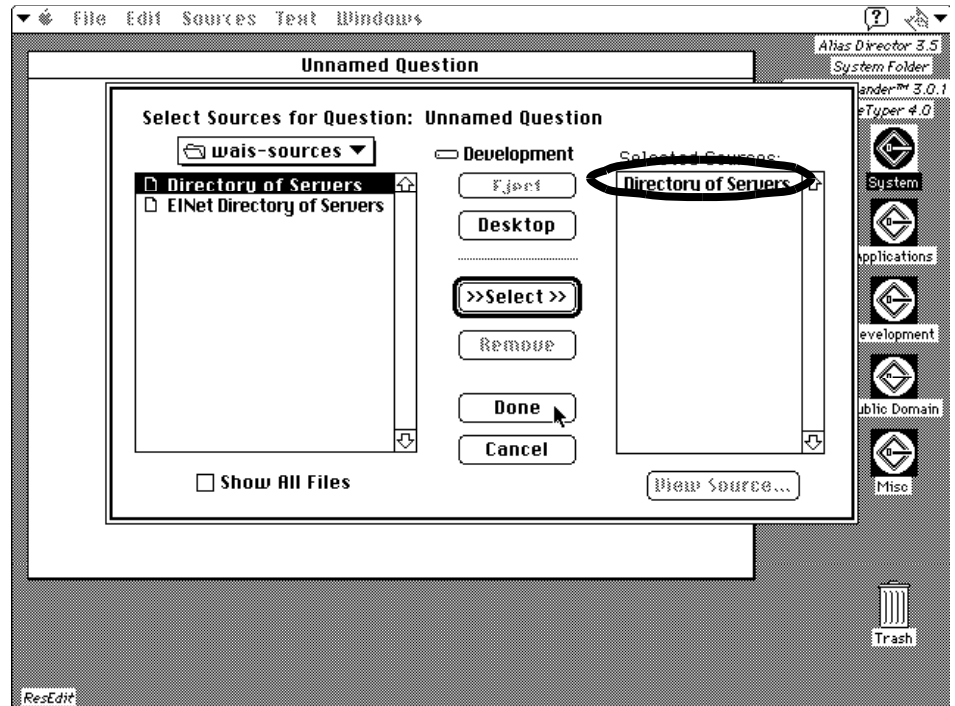 File Edit Sources Text Windows
Alias Director 3.5
System Folder
ander™ 3.0.1
eTyper 4.0
Unnamed Question
Select Sources for Question: Unnamed Question
wais-sources
Development
Selected Sources:
Directory of Servers
EINet Directory of Servers
Eject
Desktop
>>Select >>
Remove
Done
Cancel
Directory of Servers
Show All Files
View Source...
System
Applications
evelopment
ublic Domain
Misc
Trash
ResEdit